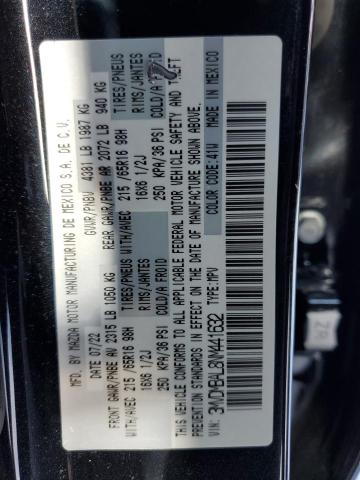 MFD. BY MAZDA MOTOR MANUFACTURING DE MEXICO S.A. DE C.V.
DATE: 07/22 GVWR/PNBV 4381 LB 1987 KG
FRONT GAWR/PNBE AV 2315 LB 1050 KG REAR GAWR/PNBE AR 2072 LB 940 KG
WITH/AVEC 215/65R16 98H TIRES/PNEUS WITH/AVEC 215/65R16 98H TIRES/PNEUS
16X6 1/2J RIMS/JANTES 16X6 1/2J RIMS/JANTES
250 KPA/36 PSI COLD/A FROID 250 KPA/36 PSI COLD/A FROID
THIS VEHICLE CONFORMS TO ALL APPLICABLE FEDERAL MOTOR VEHICLE SAFETY AND THEFT
PREVENTION STANDARDS IN EFFECT ON THE DATE OF MANUFACTURE SHOWN ABOVE.
COLOR CODE: 41W MADE IN MEXICO
VIN: TYPE: MPV